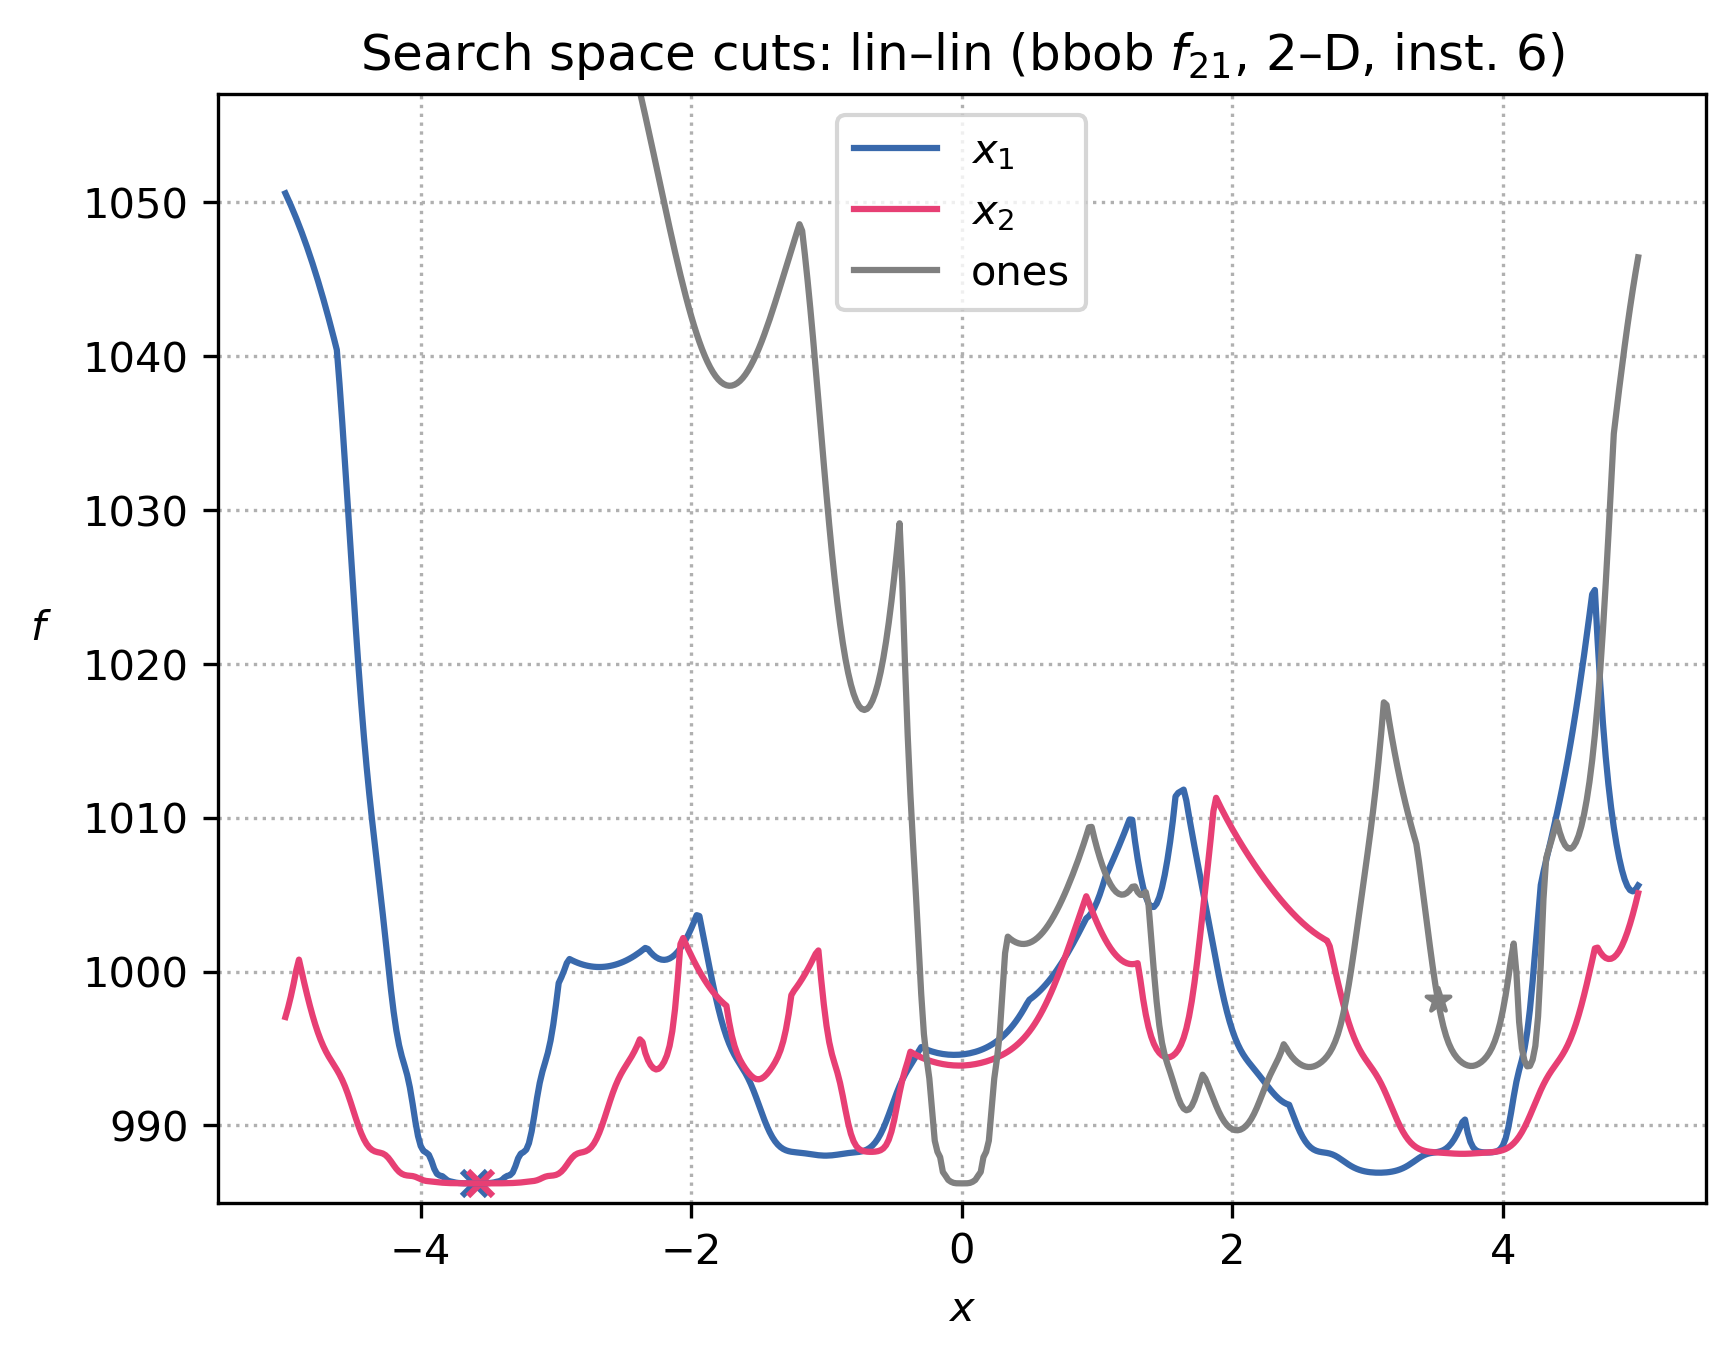 Search space cuts: lin–lin (bbob f₂₁, 2–D, inst. 6)
x₁
x₂
ones
1050
1040
1030
1020
1010
1000
990
f
−4 −2 0 2 4
x